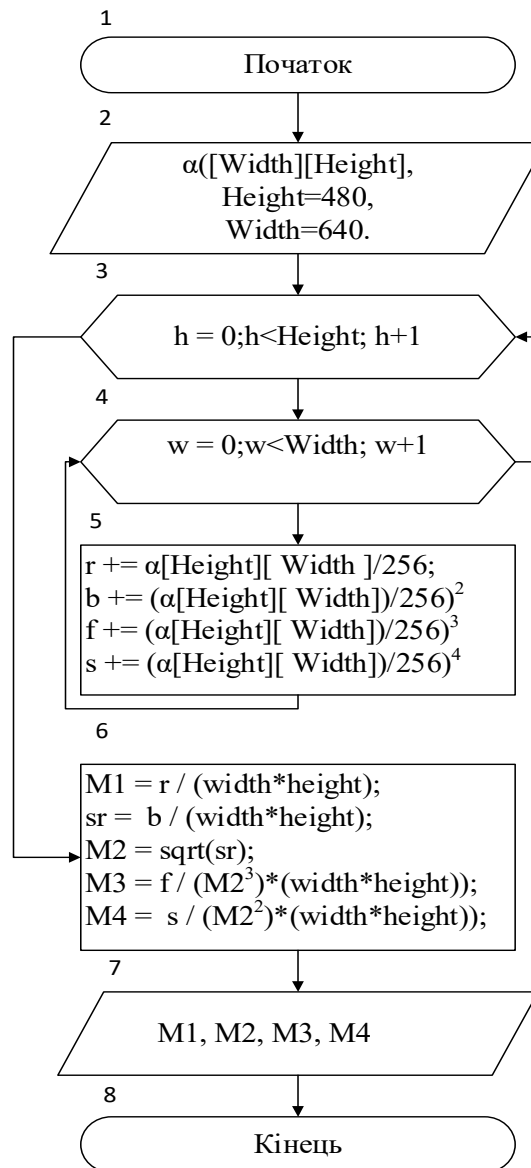 1
Початок
2
α([Width][Height],
Height=480,
Width=640.
3
h = 0;h<Height; h+1
4
w = 0;w<Width; w+1
5
r += α[Height][ Width ]/256;
b += (α[Height][ Width])/256)²
f += (α[Height][ Width])/256)³
s += (α[Height][ Width])/256)⁴
6
M1 = r / (width*height);
sr = b / (width*height);
M2 = sqrt(sr);
M3 = f / (M2³)*(width*height));
M4 = s / (M2²)*(width*height));
7
M1, M2, M3, M4
8
Кінець